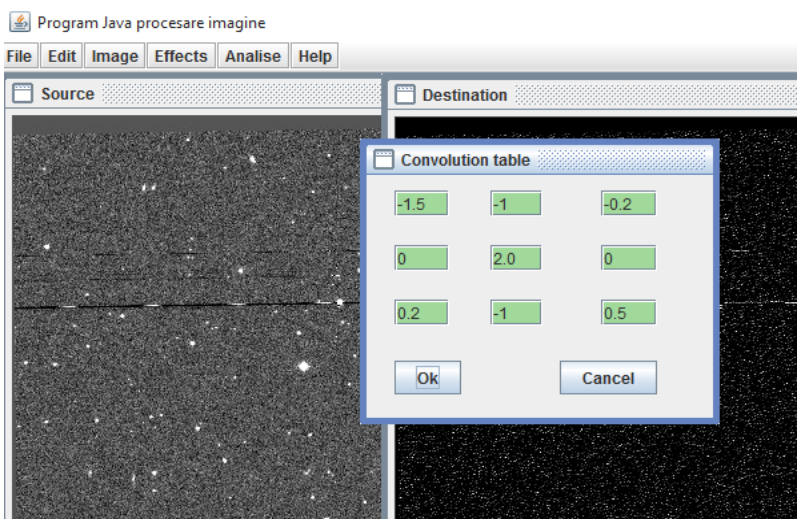 Program Java procesare imagine
File Edit Image Effects Analise Help
Source
Destination
Convolution table
-1.5 -1 -0.2
0 2.0 0
0.2 -1 0.5
Ok Cancel